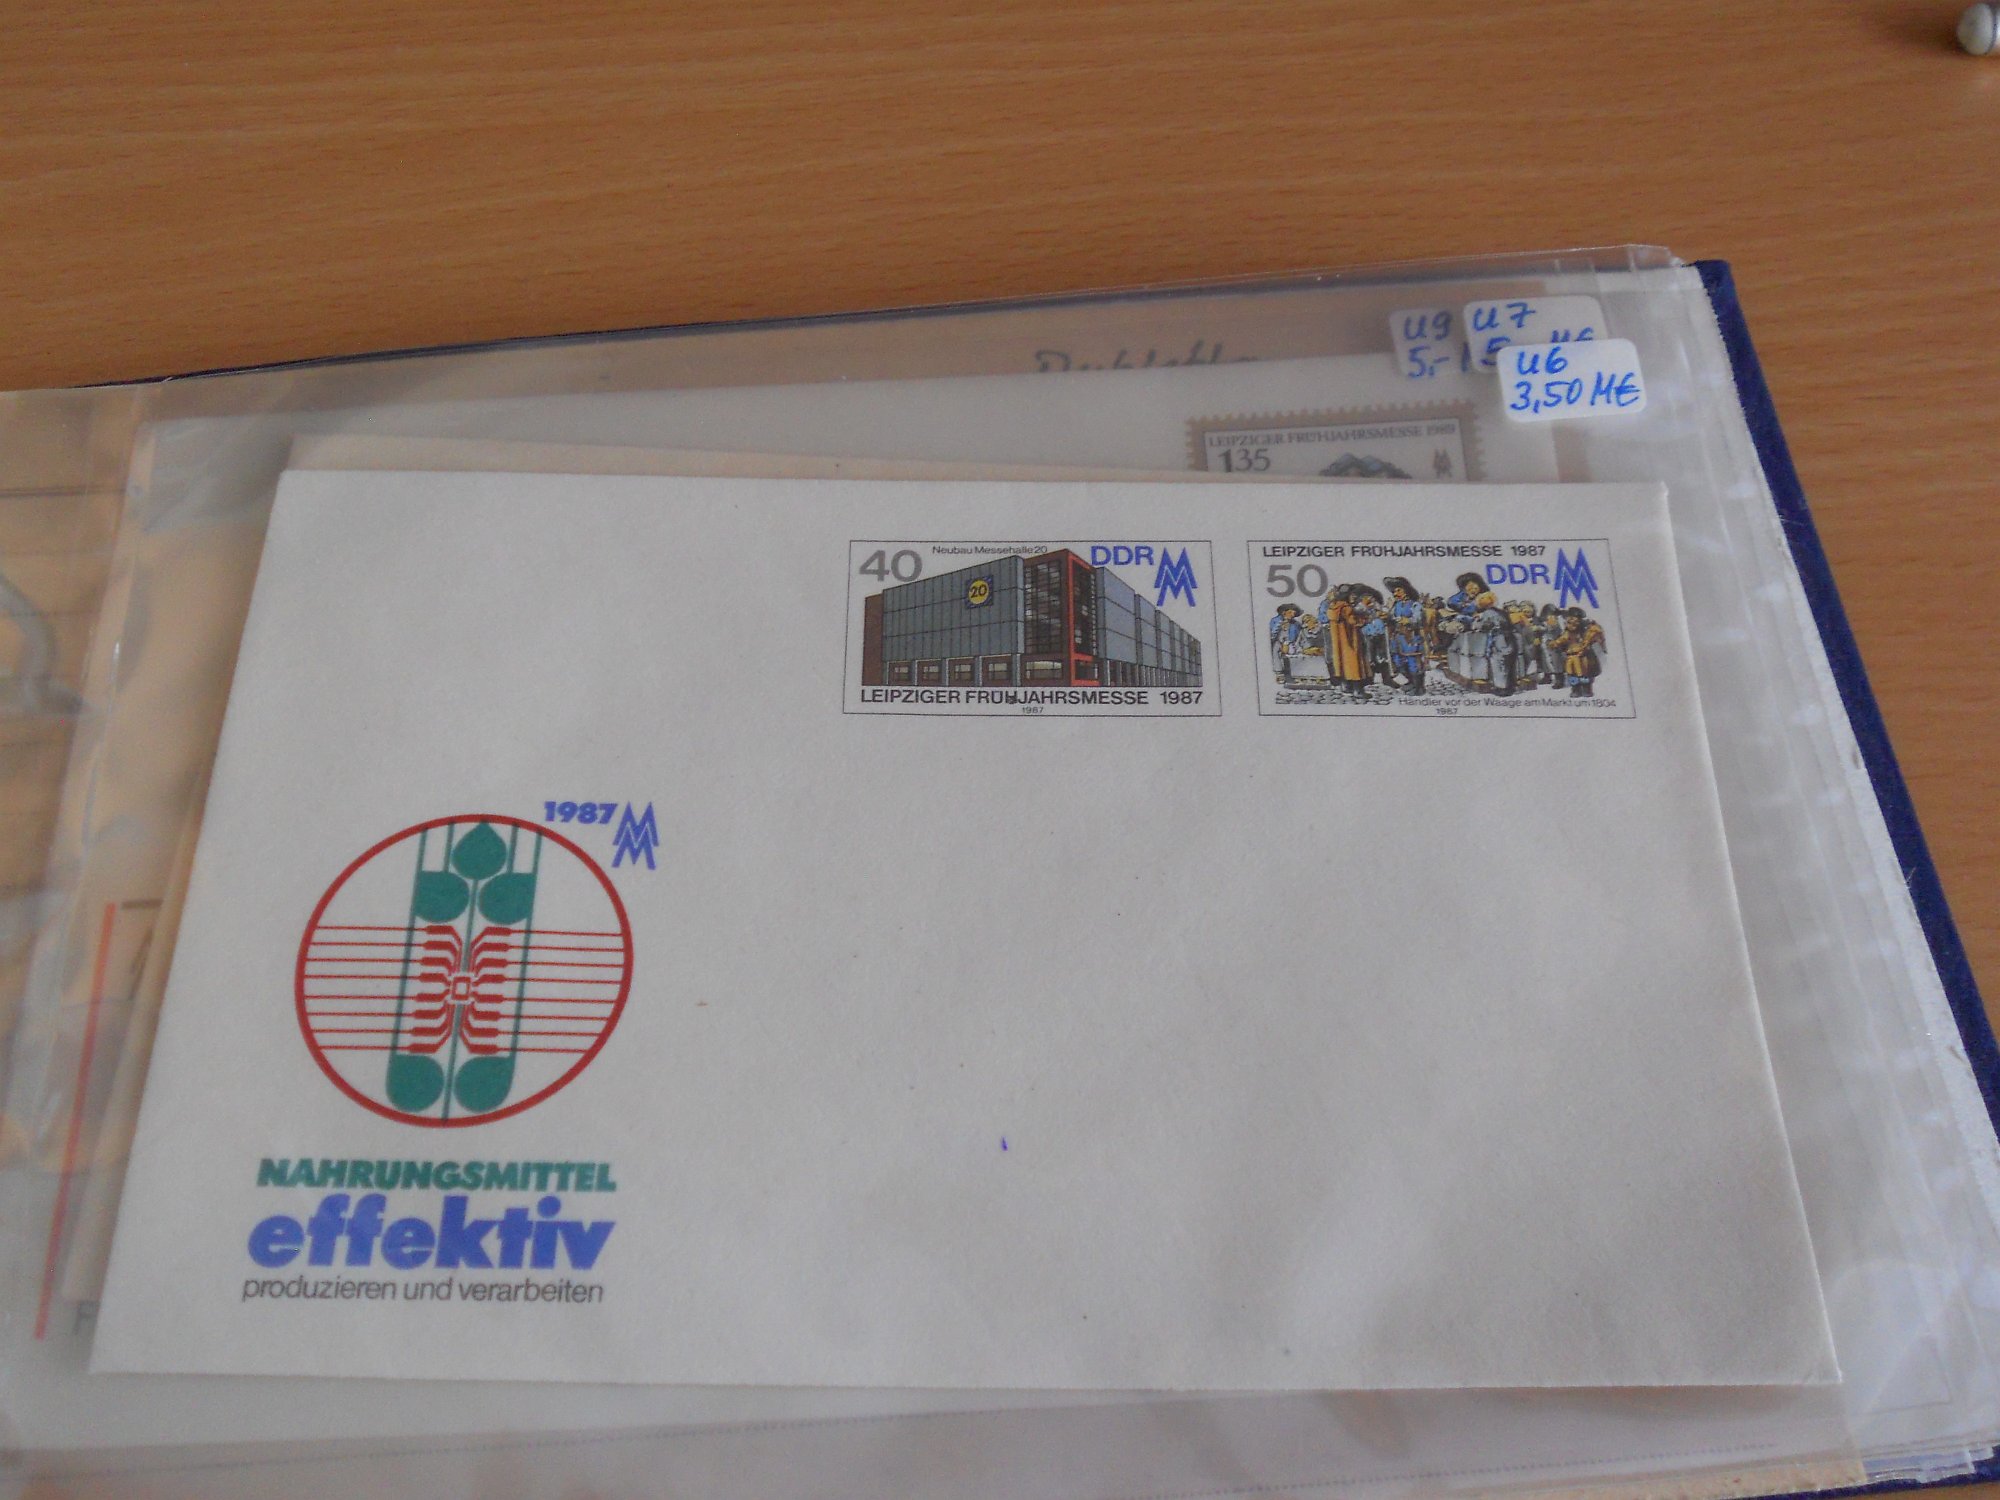 u9
5,-
u7
u6
3,50 M€
LEIPZIGER FRÜHJAHRSMESSE 1989
135
40
Neubau Messehalle 20
DDR
20
LEIPZIGER FRÜHJAHRSMESSE 1987
1987
LEIPZIGER FRÜHJAHRSMESSE 1987
50
DDR
Händler vor der Waage am Markt um 1804
1987
1987
NAHRUNGSMITTEL
effektiv
produzieren und verarbeiten